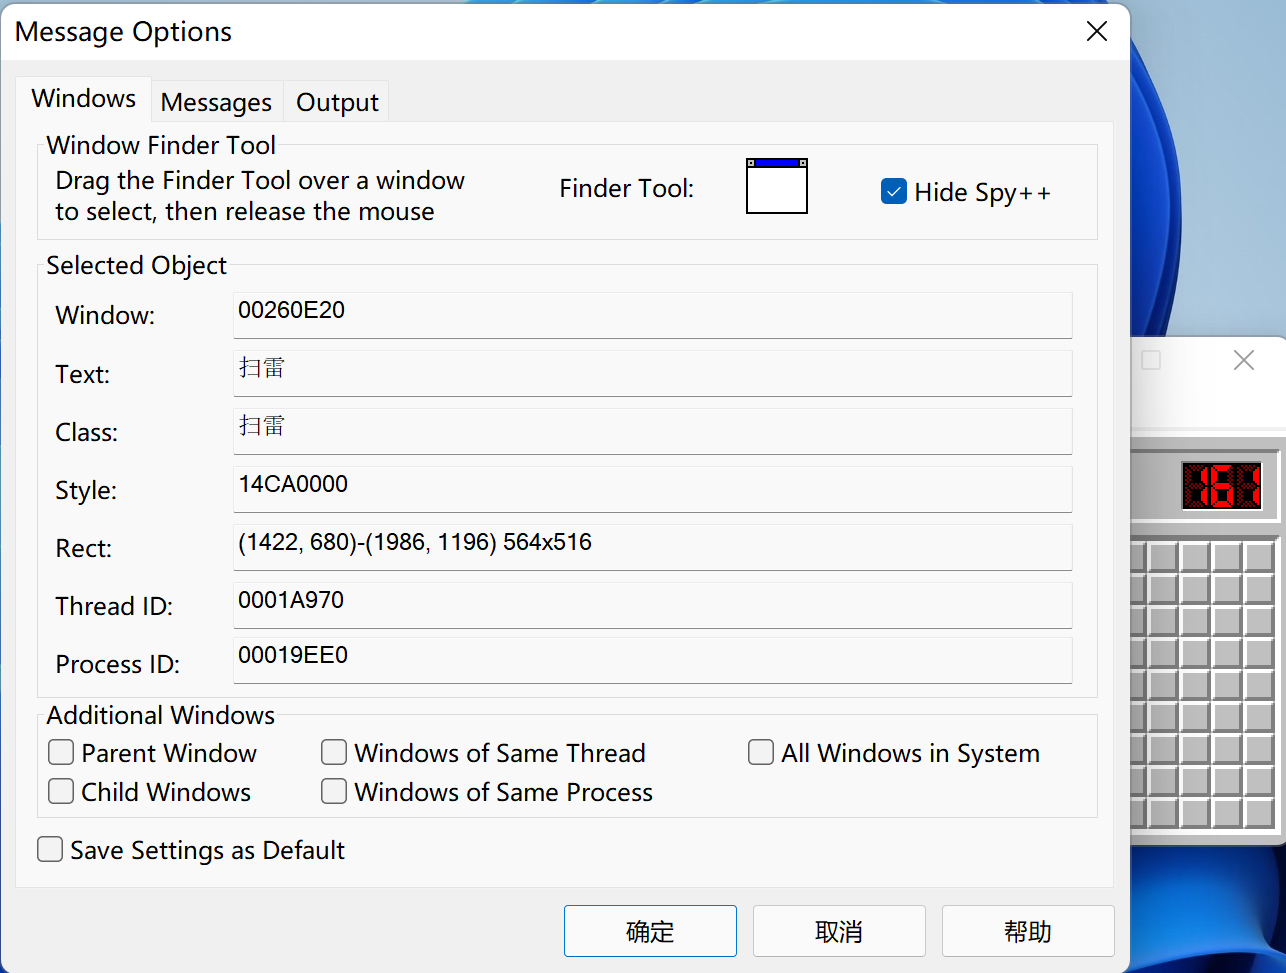 Message Options
Windows
Messages
Output
Window Finder Tool
Drag the Finder Tool over a window
to select, then release the mouse
Finder Tool:
Hide Spy++
Selected Object
Window:
00260E20
Text:
扫雷
Class:
扫雷
Style:
14CA0000
Rect:
(1422, 680)-(1986, 1196) 564x516
Thread ID:
0001A970
Process ID:
00019EE0
161
Additional Windows
Parent Window
Windows of Same Thread
All Windows in System
Child Windows
Windows of Same Process
Save Settings as Default
确定
取消
帮助